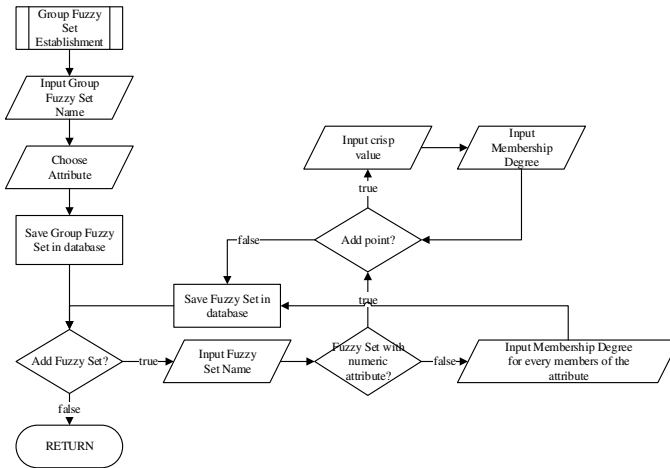 Group Fuzzy
Set
Establishment
Input Group
Fuzzy Set
Name
Choose
Attribute
Save Group Fuzzy
Set in database
Input crisp
value
Input
Membership
Degree
true
Add point?
false
Save Fuzzy Set in
database
true
Add Fuzzy Set?
true
Input Fuzzy
Set Name
Fuzzy Set with
numeric
attribute?
false
Input Membership Degree
for every members of the
attribute
false
RETURN